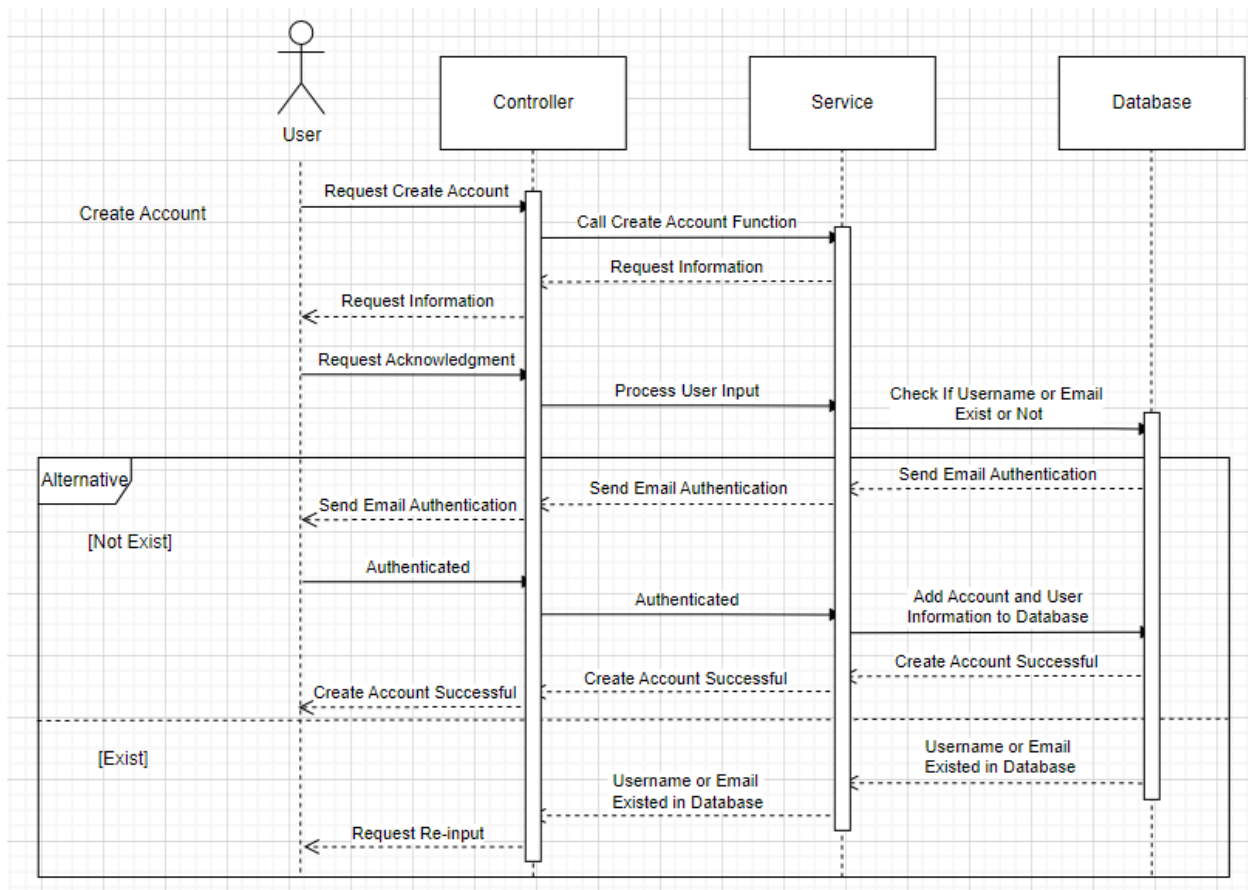 User
Controller
Service
Database
Create Account
Request Create Account
Call Create Account Function
Request Information
Request Information
Request Acknowledgment
Process User Input
Check If Username or Email
Exist or Not
Alternative
[Not Exist]
Send Email Authentication
Send Email Authentication
Send Email Authentication
Authenticated
Authenticated
Add Account and User
Information to Database
Create Account Successful
Create Account Successful
Create Account Successful
[Exist]
Username or Email
Existed in Database
Username or Email
Existed in Database
Request Re-input